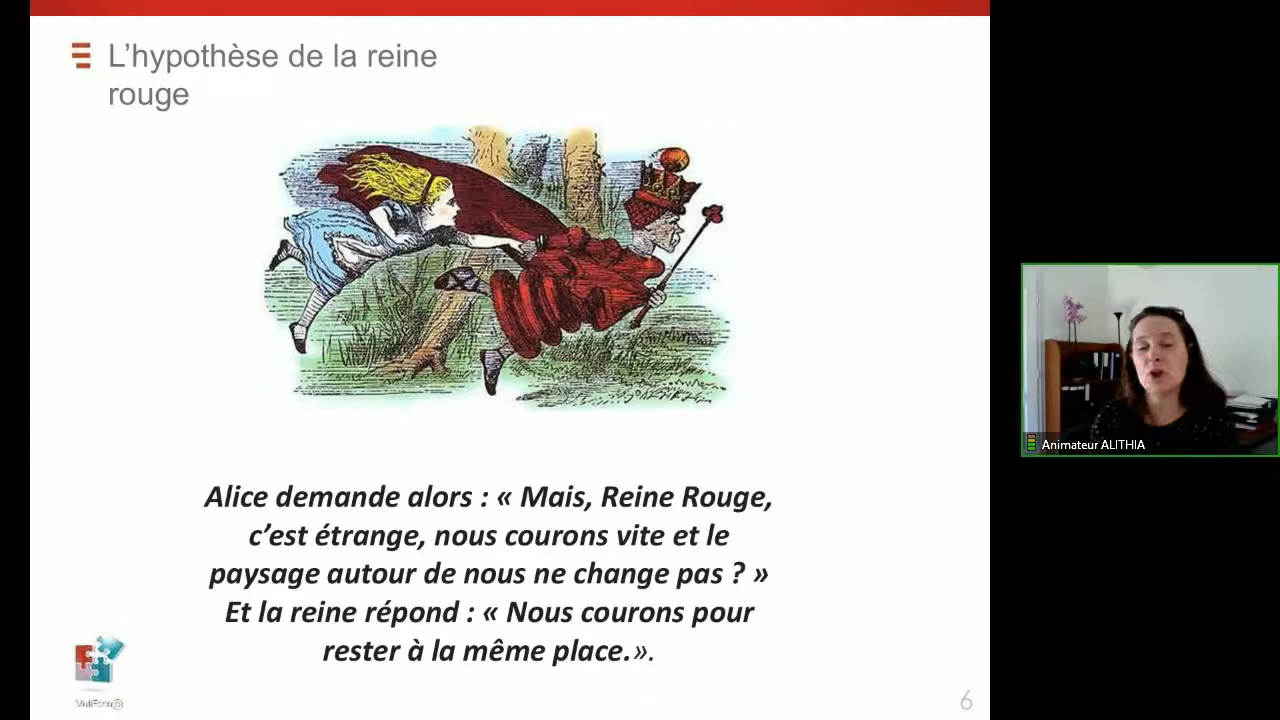 L'hypothèse de la reine
rouge
Alice demande alors : « Mais, Reine Rouge,
c'est étrange, nous courons vite et le
paysage autour de nous ne change pas ? »
Et la reine répond : « Nous courons pour
rester à la même place.».
6
Animateur ALITHIA